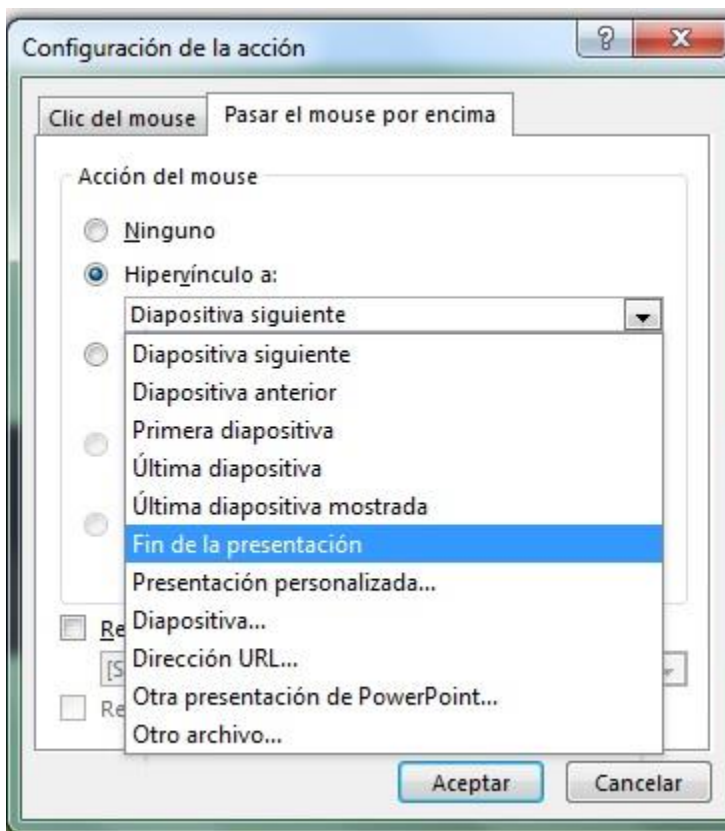 Configuración de la acción
Clic del mouse
Pasar el mouse por encima
Acción del mouse
Ninguno
Hipervínculo a:
Diapositiva siguiente
Diapositiva siguiente
Diapositiva anterior
Primera diapositiva
Última diapositiva
Última diapositiva mostrada
Fin de la presentación
Presentación personalizada...
Diapositiva...
Dirección URL...
Otra presentación de PowerPoint...
Otro archivo...
Re
[S
Re
Aceptar
Cancelar